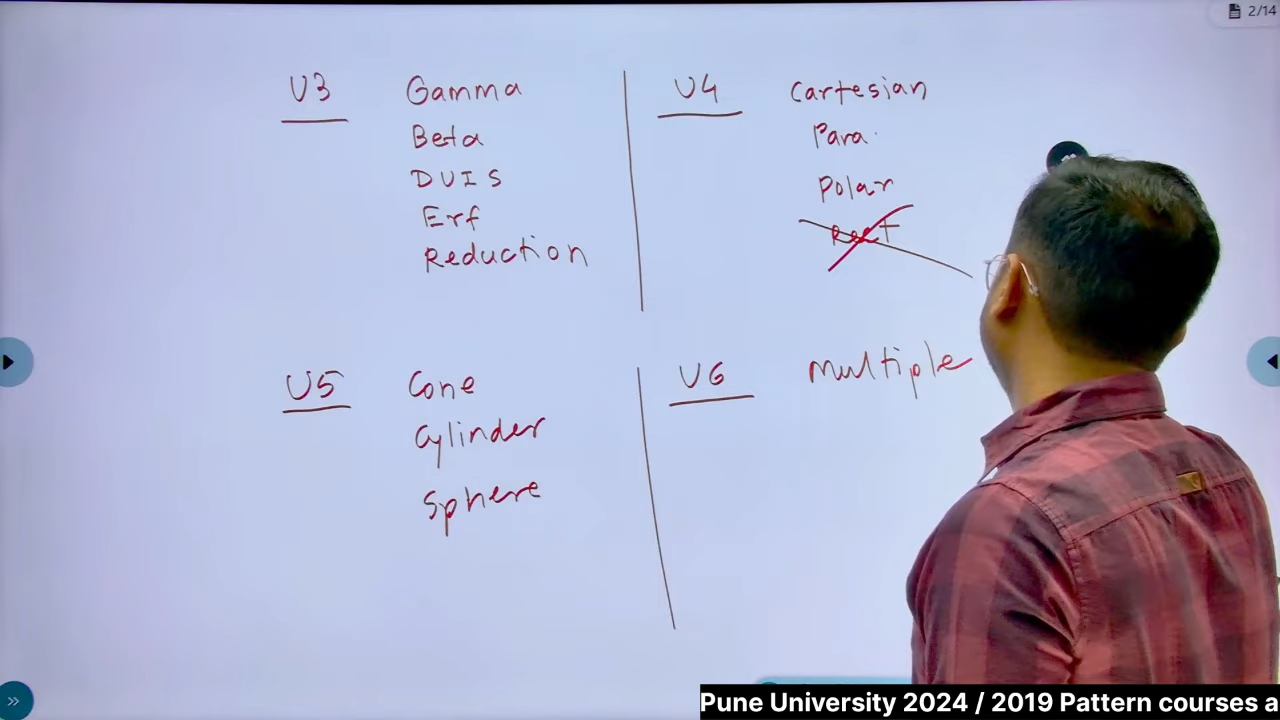 2/14
U3 Gamma
Beta
DUIS
Erf
Reduction
U4 Cartesian
Para.
Polar
Rect
U5 Cone
Cylinder
Sphere
U6 Multiple
Pune University 2024 / 2019 Pattern courses a